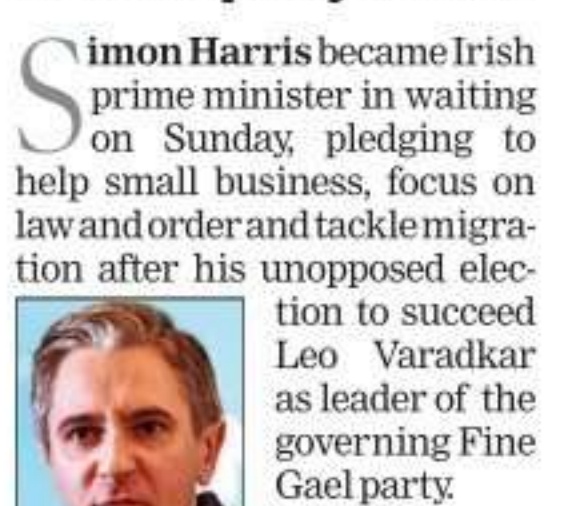 Simon Harris became Irish
prime minister in waiting
on Sunday, pledging to
help small business, focus on
law and order and tackle migra-
tion after his unopposed elec-
tion to succeed
Leo Varadkar
as leader of the
governing Fine
Gael party.